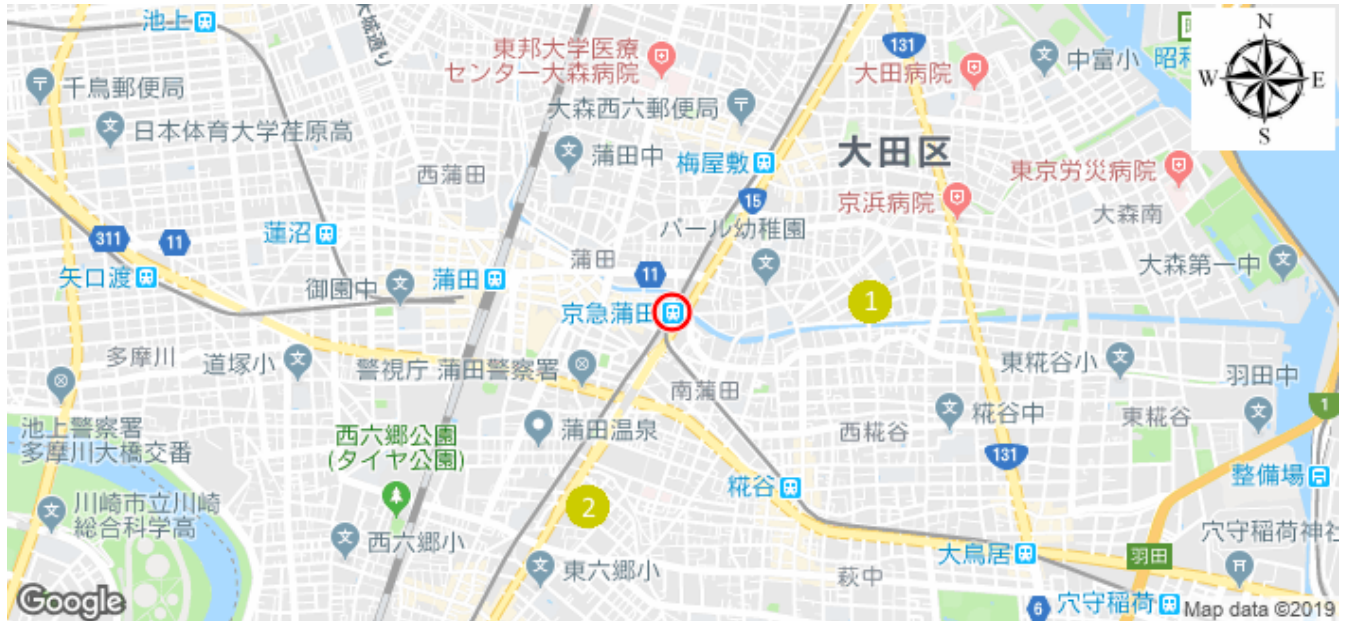 池上
大城通り
東邦大学医療
センター大森病院
131
大田病院
中富小
昭和
N
W
E
S
千鳥郵便局
大森西六郵便局
日本体育大学荏原高
蒲田中
大田区
西蒲田
梅屋敷
東京労災病院
京浜病院
15
大森南
パール幼稚園
311
11
蓮沼
蒲田
11
大森第一中
矢口渡
御園中
蒲田
1
京急蒲田
多摩川
道塚小
警視庁 蒲田警察署
南蒲田
東糀谷小
羽田中
池上警察署
多摩川大橋交番
西六郷公園
(タイヤ公園)
蒲田温泉
西糀谷
糀谷中
東糀谷
1
131
糀谷
整備場
川崎市立川崎
総合科学高
2
西六郷小
東六郷小
大鳥居
羽田
穴守稲荷神社
萩中
6
穴守稲荷
Google
Map data ©2019